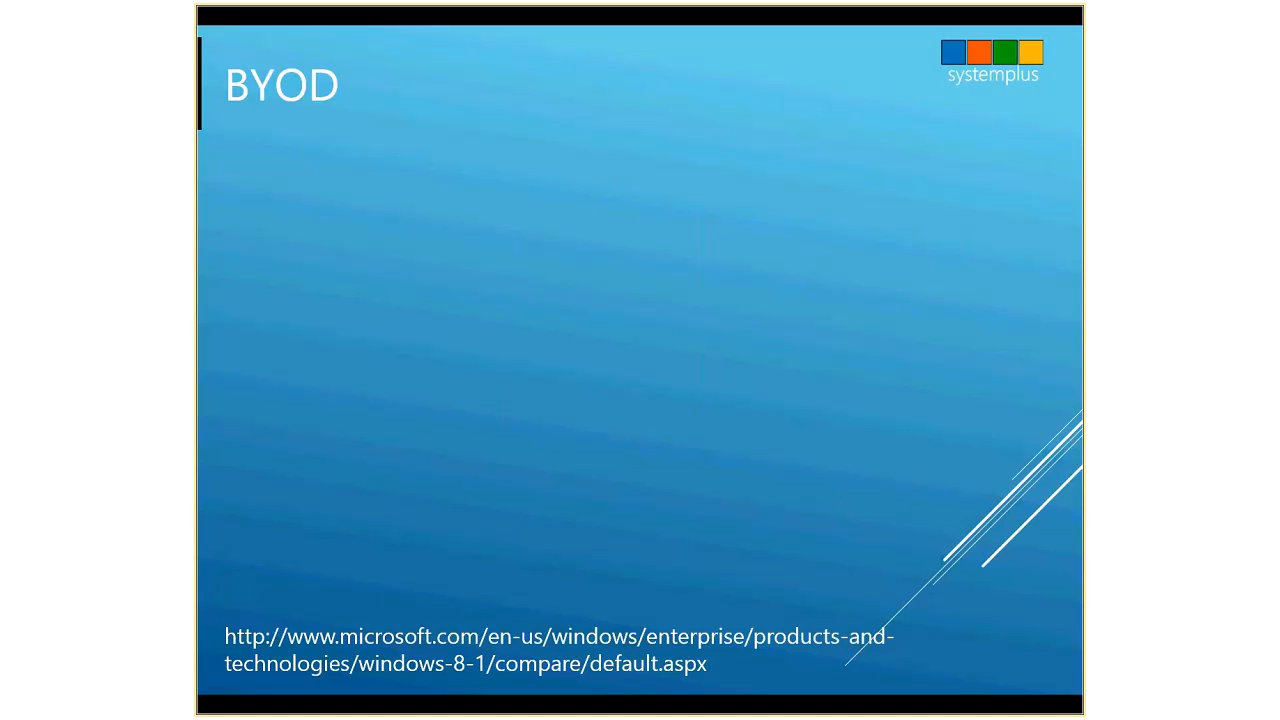 BYOD
systemplus
http://www.microsoft.com/en-us/windows/enterprise/products-and-
technologies/windows-8-1/compare/default.aspx